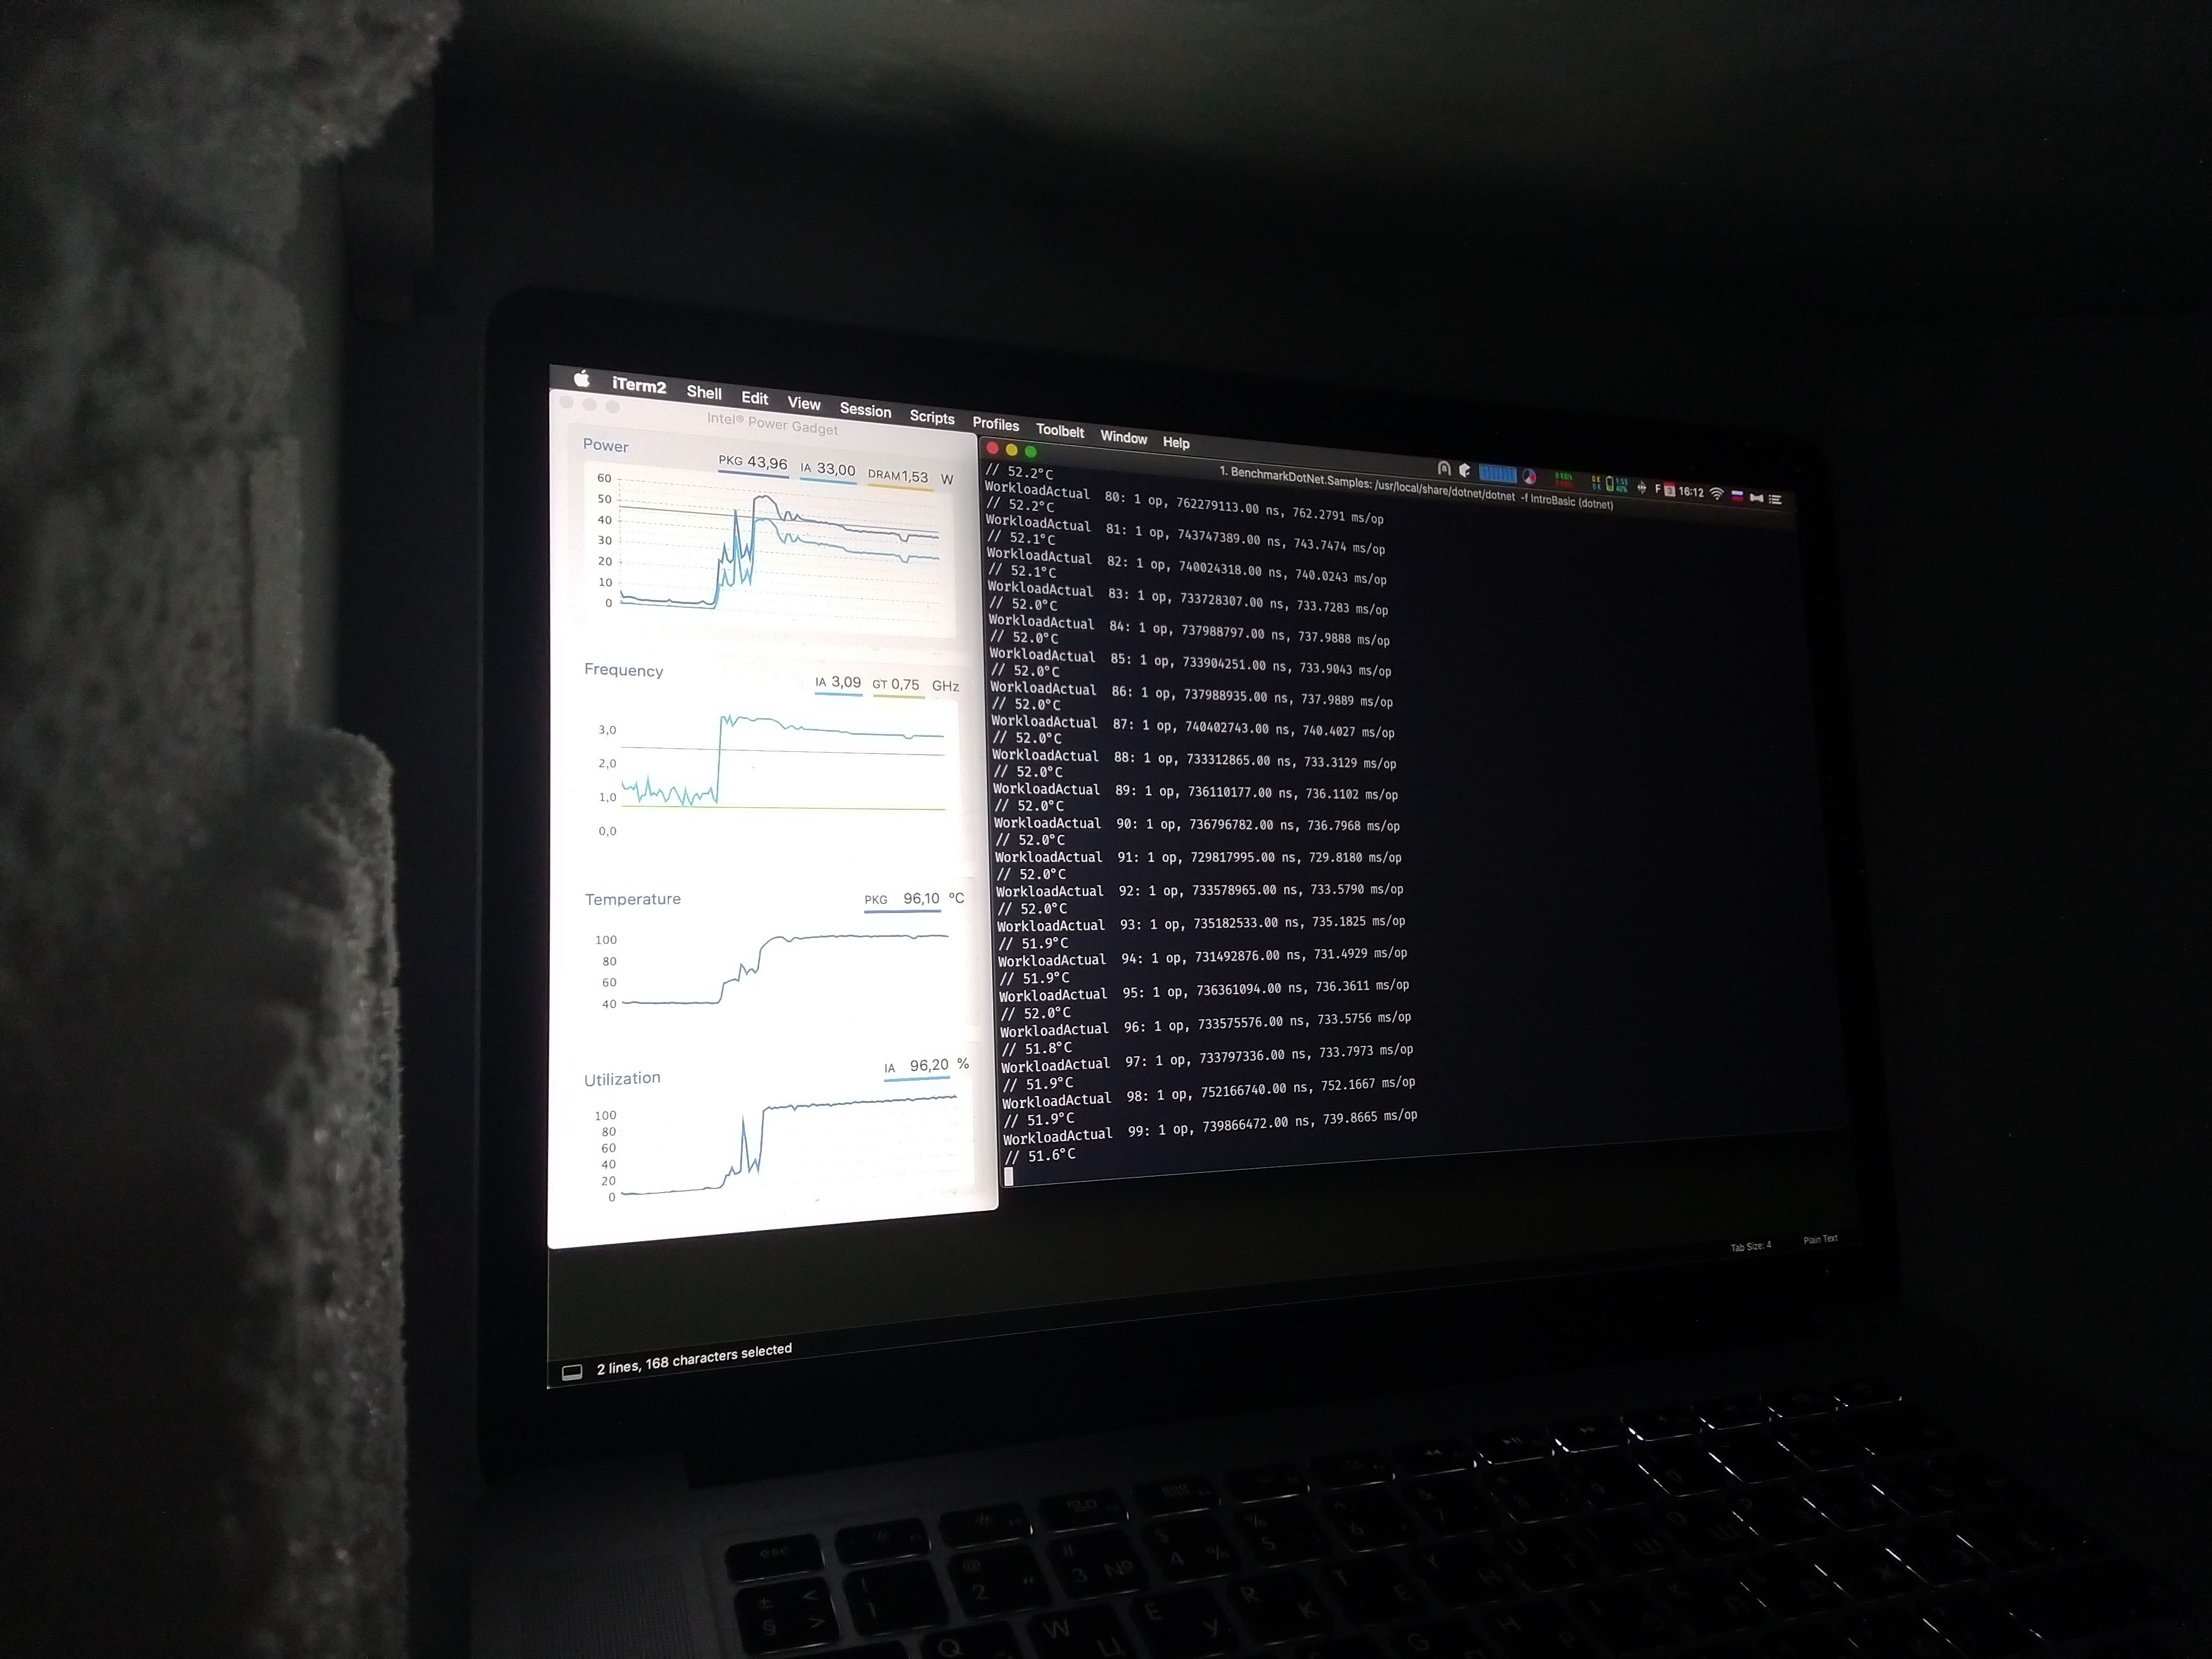 iTerm2 Shell Edit View Session Scripts Profiles Toolbelt Window Help
F 3 16:12
Intel® Power Gadget
Power
PKG 43,96 IA 33,00 DRAM 1,53 W
60
50
40
30
20
10
0
Frequency
IA 3,09 GT 0,75 GHz
3,0
2,0
1,0
0,0
Temperature
PKG 96,10 ºC
100
80
60
40
Utilization
IA 96,20 %
100
80
60
40
20
0
1. BenchmarkDotNet.Samples: /usr/local/share/dotnet/dotnet -f IntroBasic (dotnet)
// 52.2°C
WorkloadActual 80: 1 op, 762279113.00 ns, 762.2791 ms/op
// 52.2°C
WorkloadActual 81: 1 op, 743747389.00 ns, 743.7474 ms/op
// 52.1°C
WorkloadActual 82: 1 op, 740024318.00 ns, 740.0243 ms/op
// 52.1°C
WorkloadActual 83: 1 op, 733728307.00 ns, 733.7283 ms/op
// 52.0°C
WorkloadActual 84: 1 op, 737988797.00 ns, 737.9888 ms/op
// 52.0°C
WorkloadActual 85: 1 op, 733904251.00 ns, 733.9043 ms/op
// 52.0°C
WorkloadActual 86: 1 op, 737988935.00 ns, 737.9889 ms/op
// 52.0°C
WorkloadActual 87: 1 op, 740402743.00 ns, 740.4027 ms/op
// 52.0°C
WorkloadActual 88: 1 op, 733312865.00 ns, 733.3129 ms/op
// 52.0°C
WorkloadActual 89: 1 op, 736110177.00 ns, 736.1102 ms/op
// 52.0°C
WorkloadActual 90: 1 op, 736796782.00 ns, 736.7968 ms/op
// 52.0°C
WorkloadActual 91: 1 op, 729817995.00 ns, 729.8180 ms/op
// 52.0°C
WorkloadActual 92: 1 op, 733578965.00 ns, 733.5790 ms/op
// 52.0°C
WorkloadActual 93: 1 op, 735182533.00 ns, 735.1825 ms/op
// 51.9°C
WorkloadActual 94: 1 op, 731492876.00 ns, 731.4929 ms/op
// 51.9°C
WorkloadActual 95: 1 op, 736361094.00 ns, 736.3611 ms/op
// 52.0°C
WorkloadActual 96: 1 op, 733575576.00 ns, 733.5756 ms/op
// 51.8°C
WorkloadActual 97: 1 op, 733797336.00 ns, 733.7973 ms/op
// 51.9°C
WorkloadActual 98: 1 op, 752166740.00 ns, 752.1667 ms/op
// 51.9°C
WorkloadActual 99: 1 op, 739866472.00 ns, 739.8665 ms/op
// 51.6°C
Tab Size: 4 Plain Text
2 lines, 168 characters selected
esc
± § < > ! 1 @ 2 " # 3 № $ 4 % % 5 ^ 6 & 7
Q W Ц E У R К T Е Y Н U Г